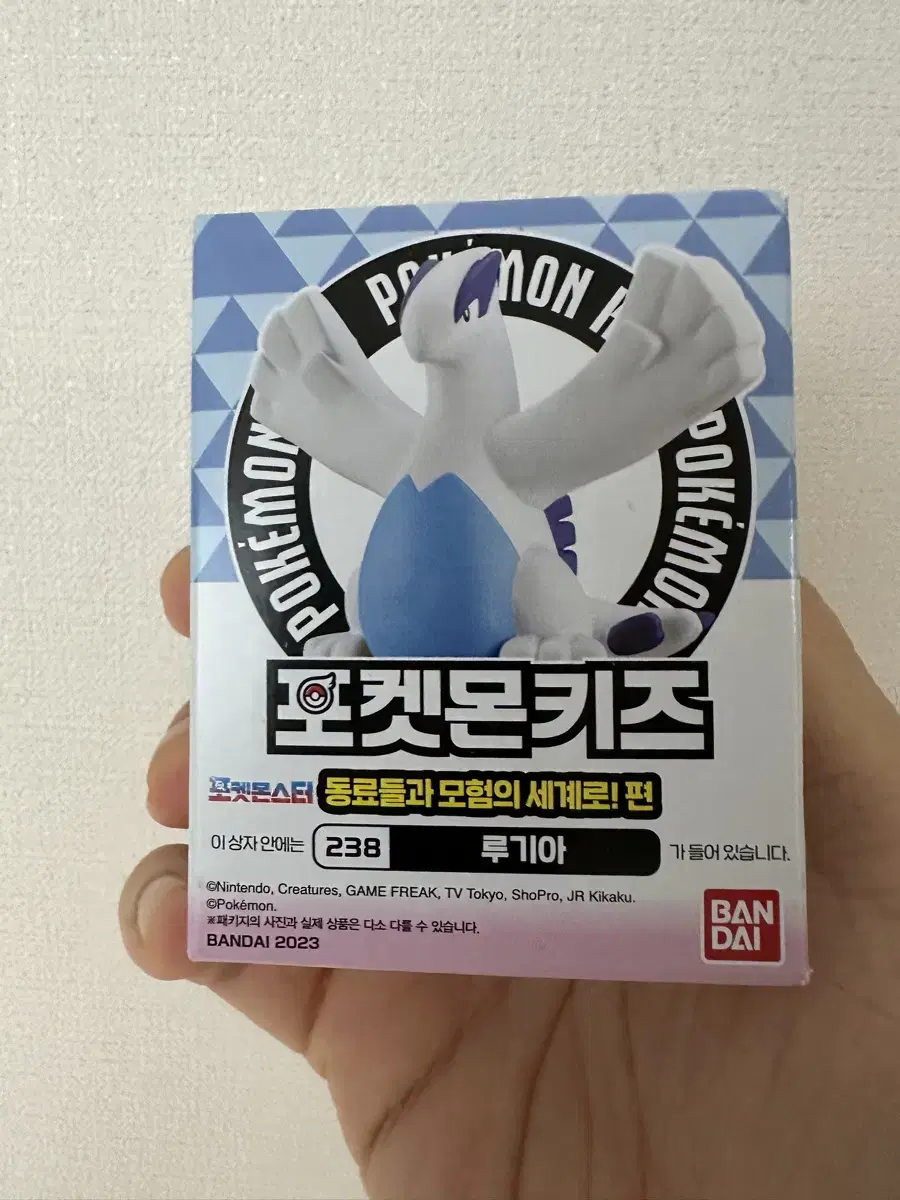 POKÉMON
POKÉMON
POKÉMON
포켓몬키즈
포켓몬스터 동료들과 모험의 세계로! 편
이 상자 안에는 238 루기아 가 들어 있습니다.
©Nintendo, Creatures, GAME FREAK, TV Tokyo, ShoPro, JR Kikaku.
©Pokémon.
※패키지의 사진과 실제 상품은 다소 다를 수 있습니다.
BANDAI 2023
BAN
DAI